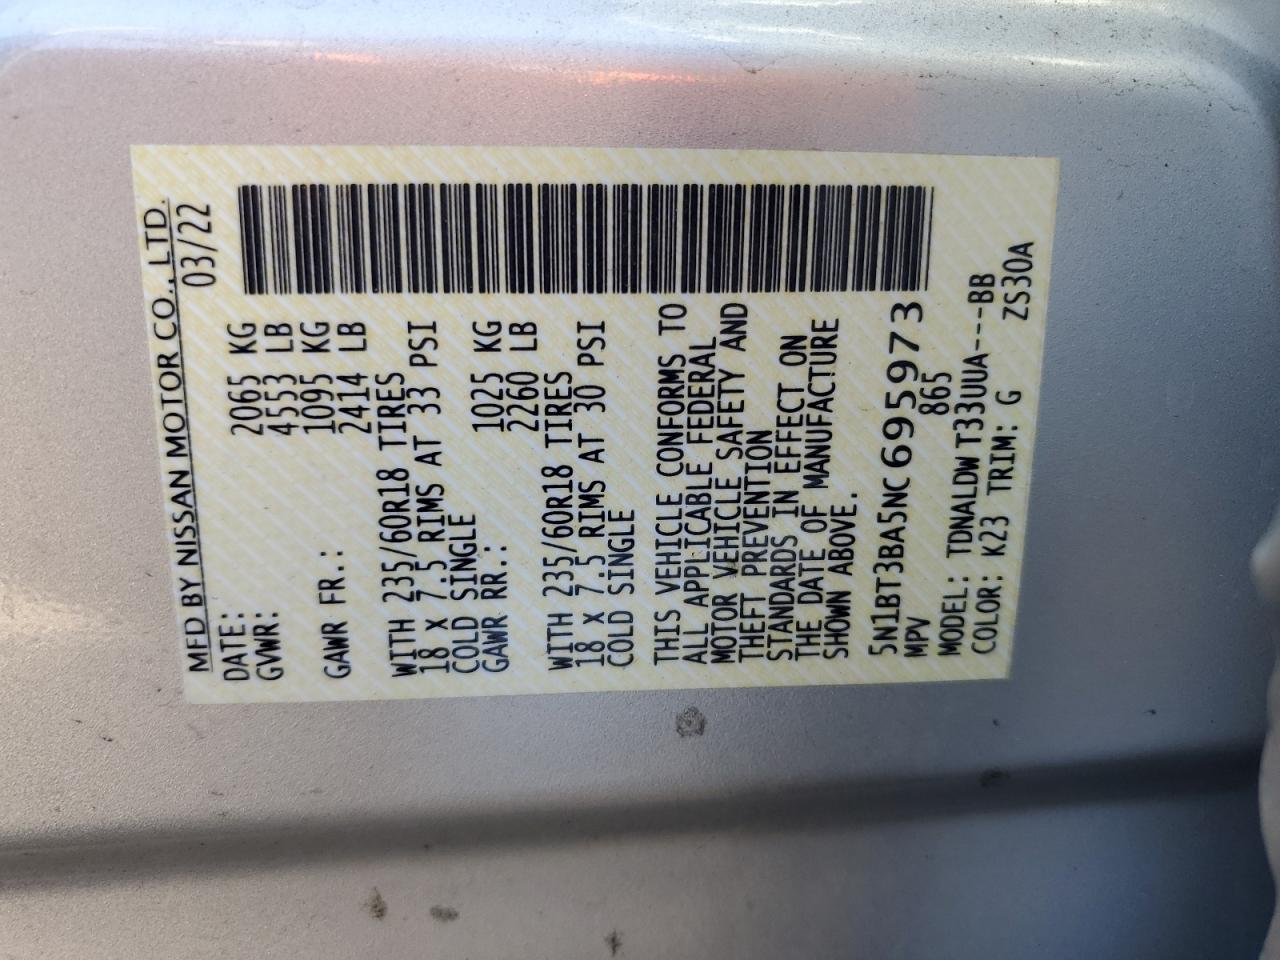 MFD BY NISSAN MOTOR CO., LTD.
DATE: 03/22
GVWR: 2065 KG
4553 LB
GAWR FR.: 1095 KG
2414 LB
WITH 235/60R18 TIRES
18 X 7.5 RIMS AT 33 PSI
COLD SINGLE
GAWR RR.: 1025 KG
2260 LB
WITH 235/60R18 TIRES
18 X 7.5 RIMS AT 30 PSI
COLD SINGLE
THIS VEHICLE CONFORMS TO
ALL APPLICABLE FEDERAL
MOTOR VEHICLE SAFETY AND
THEFT PREVENTION
STANDARDS IN EFFECT ON
THE DATE OF MANUFACTURE
SHOWN ABOVE.
5N1BT3BA5NC695973
MPV 865
MODEL: TDNALDW T33UUA---BB
COLOR: K23 TRIM: G ZS30A